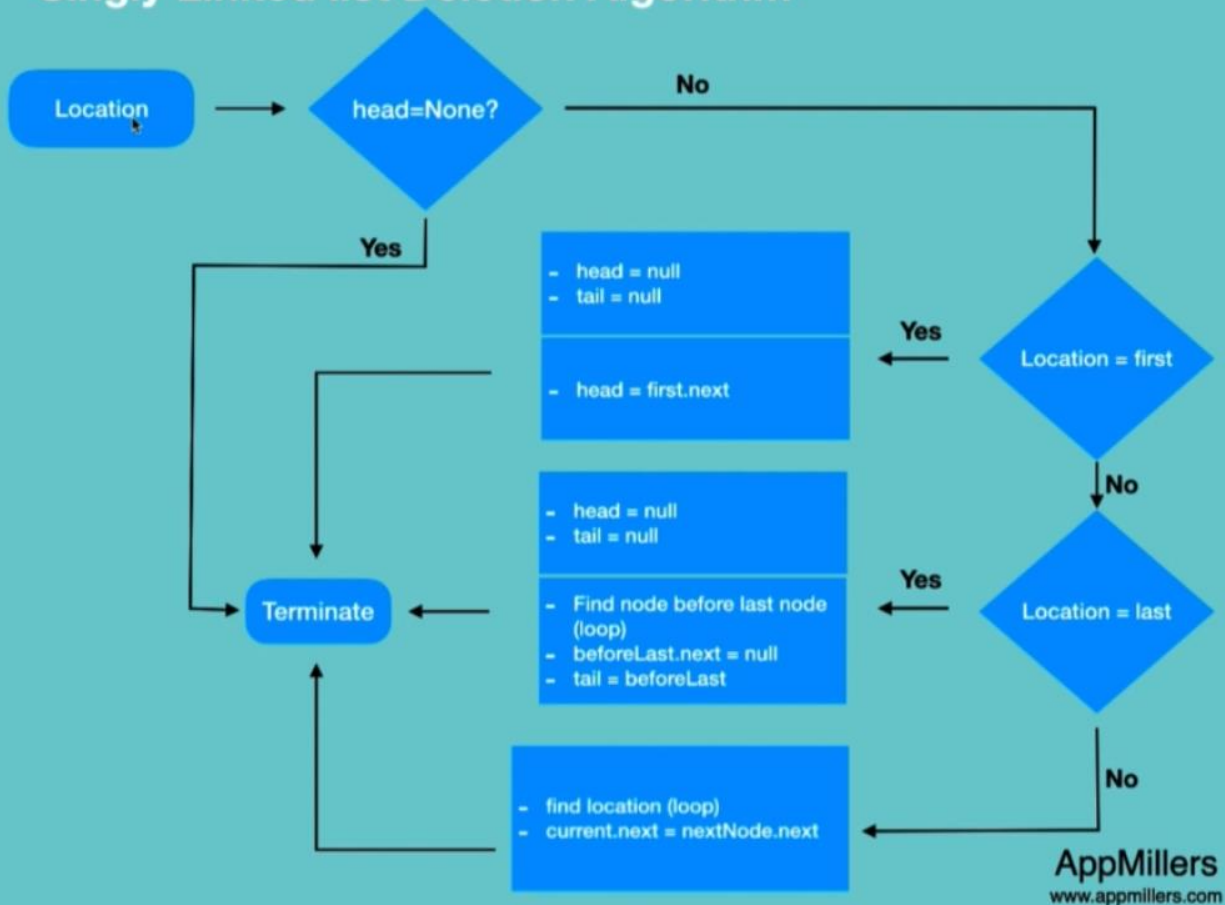 Location
head=None?
No
Yes
- head = null
- tail = null
Yes
Location = first
- head = first.next
No
- head = null
- tail = null
Yes
- Find node before last node
(loop)
- beforeLast.next = null
- tail = beforeLast
Location = last
Terminate
No
- find location (loop)
- current.next = nextNode.next
AppMillers
www.appmillers.com